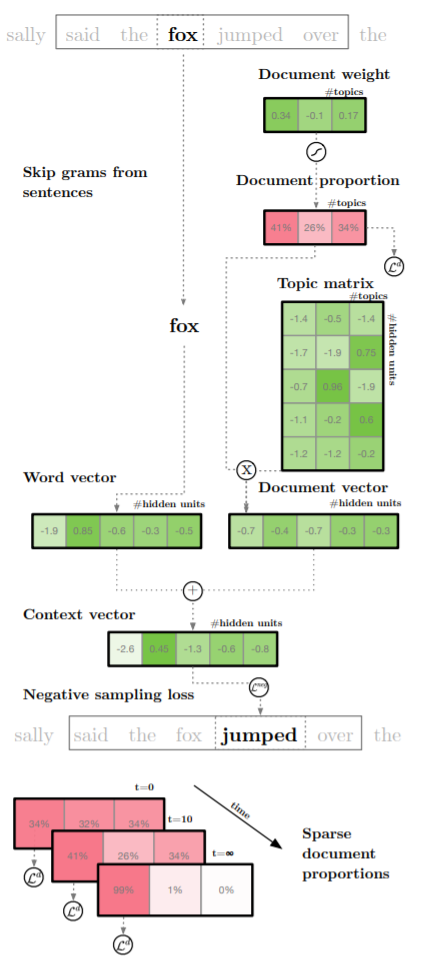 sally said the fox jumped over the
Document weight
#topics
0.34 -0.1 0.17
Skip grams from
sentences
Document proportion
#topics
41% 26% 34%
ℒᵈ
Topic matrix
#topics
#hidden units
-1.4 -0.5 -1.4
-1.7 -1.9 0.75
-0.7 0.96 -1.9
-1.1 -0.2 0.6
-1.2 -1.2 -0.2
fox
X
Word vector
#hidden units
-1.9 0.85 -0.6 -0.3 -0.5
Document vector
#hidden units
-0.7 -0.4 -0.7 -0.3 -0.3
+
Context vector
#hidden units
-2.6 0.45 -1.3 -0.6 -0.8
Negative sampling loss
ℒⁿᵉᵍ
sally said the fox jumped over the
t=0
34% 32% 34%
t=10
41% 26% 34%
t=∞
99% 1% 0%
ℒᵈ
ℒᵈ
ℒᵈ
time
Sparse
document
proportions